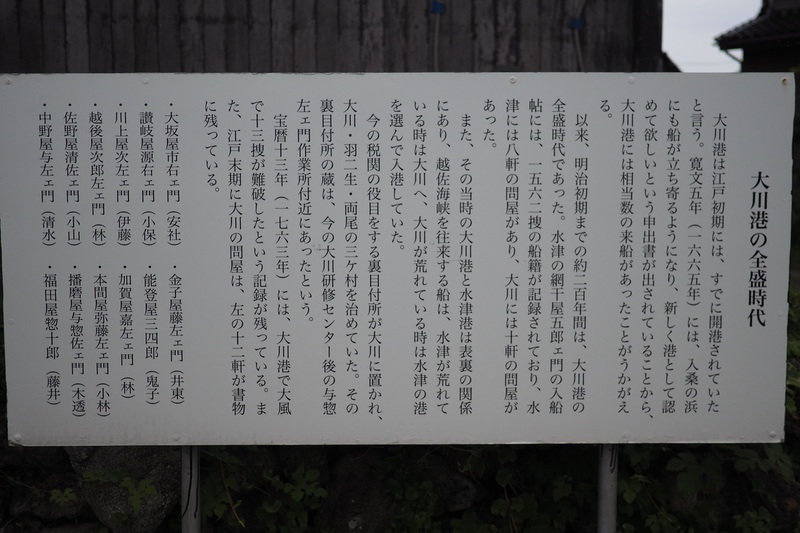 大川港の全盛時代
大川港は江戸初期には、すでに開港されていた
と言う。寛文五年（一六六五年）には、入桑の浜
にも船が立ち寄るようになり、新しく港として認
めて欲しいという申出書が出されていることから、
大川港には相当数の来船があったことがうかがえ
る。
以来、明治初期までの約二百年間は、大川港の
全盛時代であった。水津の網干屋五郎ェ門の入船
帖には、一五六二捜の船籍が記録されており、水
津には八軒の問屋があり、大川には十軒の問屋が
あった。
また、その当時の大川港と水津港は表裏の関係
にあり、越佐海峡を往来する船は、水津が荒れて
いる時は大川へ、大川が荒れている時は水津の港
を選んで入港していた。
今の税関の役目をする裏目付所が大川に置かれ、
大川・羽二生・両尾の三ケ村を治めていた。その
裏目付所の蔵は、今の大川研修センター後の与惣
左ェ門作業所付近にあったという。
宝暦十三年（一七六三年）には、大川港で大風
で十三捜が難破したという記録が残っている。ま
た、江戸末期に大川の問屋は、左の十二軒が書物
に残っている。
・大坂屋市右ェ門（安社）　・金子屋藤左ェ門（井東）
・讃岐屋源右ェ門（小保）　・能登屋三四郎（鬼子）
・川上屋次左ェ門（伊藤）　・加賀屋嘉左ェ門（林）
・越後屋次郎左ェ門（林）　・本間屋弥藤左ェ門（小林）
・佐野屋清佐ェ門（小山）　・播磨屋与惣佐ェ門（木透）
・中野屋与左ェ門（清水）　・福田屋惣十郎（藤井）